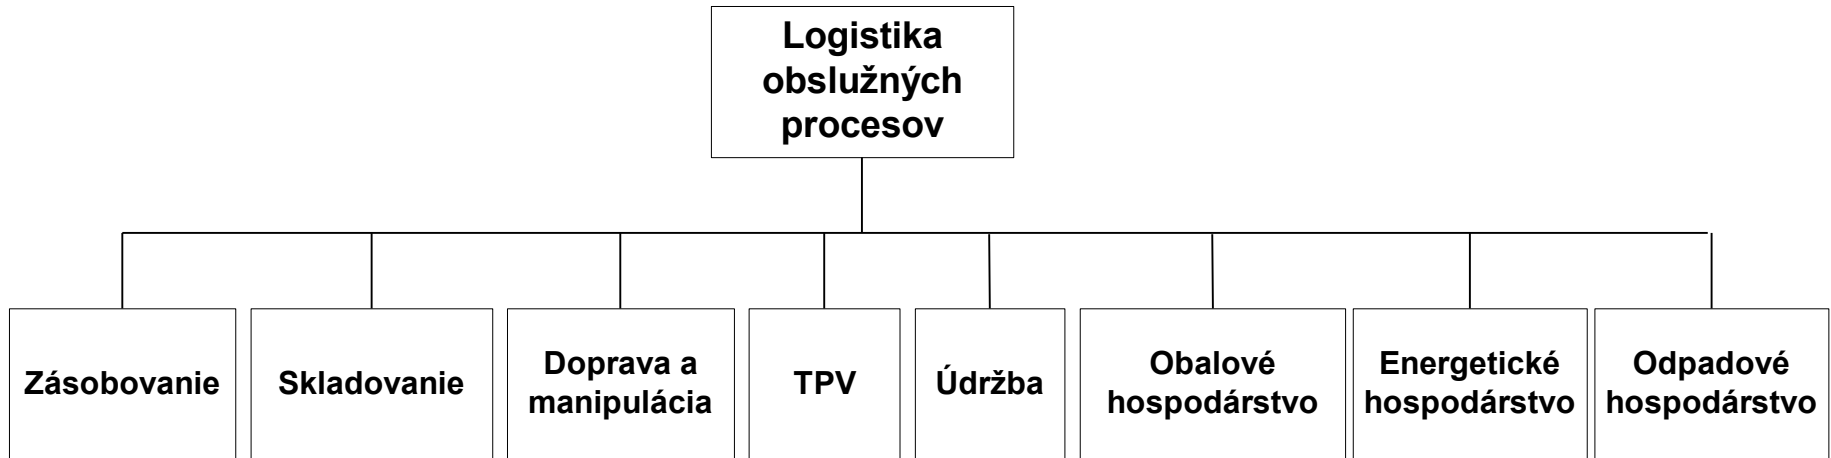 Logistika
obslužných
procesov
Zásobovanie
Skladovanie
Doprava a
manipulácia
TPV
Údržba
Obalové
hospodárstvo
Energetické
hospodárstvo
Odpadové
hospodárstvo